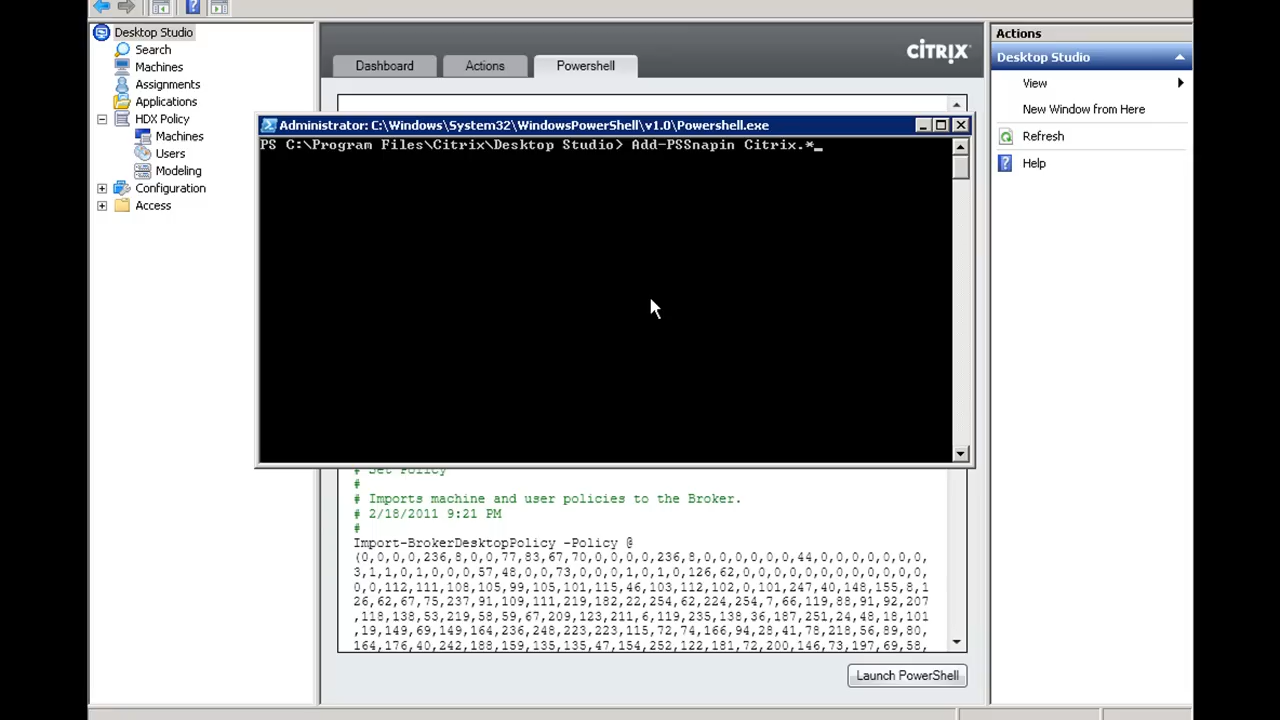 Desktop Studio
Search
Machines
Assignments
Applications
HDX Policy
Machines
Users
Modeling
Configuration
Access
CITRIX
Dashboard
Actions
Powershell
Administrator: C:\Windows\System32\WindowsPowerShell\v1.0\Powershell.exe
PS C:\Program Files\Citrix\Desktop Studio> Add-PSSnapin Citrix.*_
# Set Policy
#
# Imports machine and user policies to the Broker.
# 2/18/2011 9:21 PM
#
Import-BrokerDesktopPolicy -Policy @
(0,0,0,0,236,8,0,0,77,83,67,70,0,0,0,0,236,8,0,0,0,0,0,0,44,0,0,0,0,0,0,0,
3,1,1,0,1,0,0,0,57,48,0,0,73,0,0,0,1,0,1,0,126,62,0,0,0,0,0,0,0,0,0,0,0,0,
0,0,112,111,108,105,99,105,101,115,46,103,112,102,0,101,247,40,148,155,8,1
26,62,67,75,237,91,109,111,219,182,22,254,62,224,254,7,66,119,88,91,92,207
,118,138,53,219,58,59,67,209,123,211,6,119,235,138,36,187,251,24,48,18,101
,19,149,69,149,164,236,248,223,223,115,72,74,166,94,28,41,78,218,56,89,80,
164,176,40,242,188,159,135,135,47,154,252,122,181,72,200,146,73,197,69,58,
Launch PowerShell
Actions
Desktop Studio
View
New Window from Here
Refresh
Help